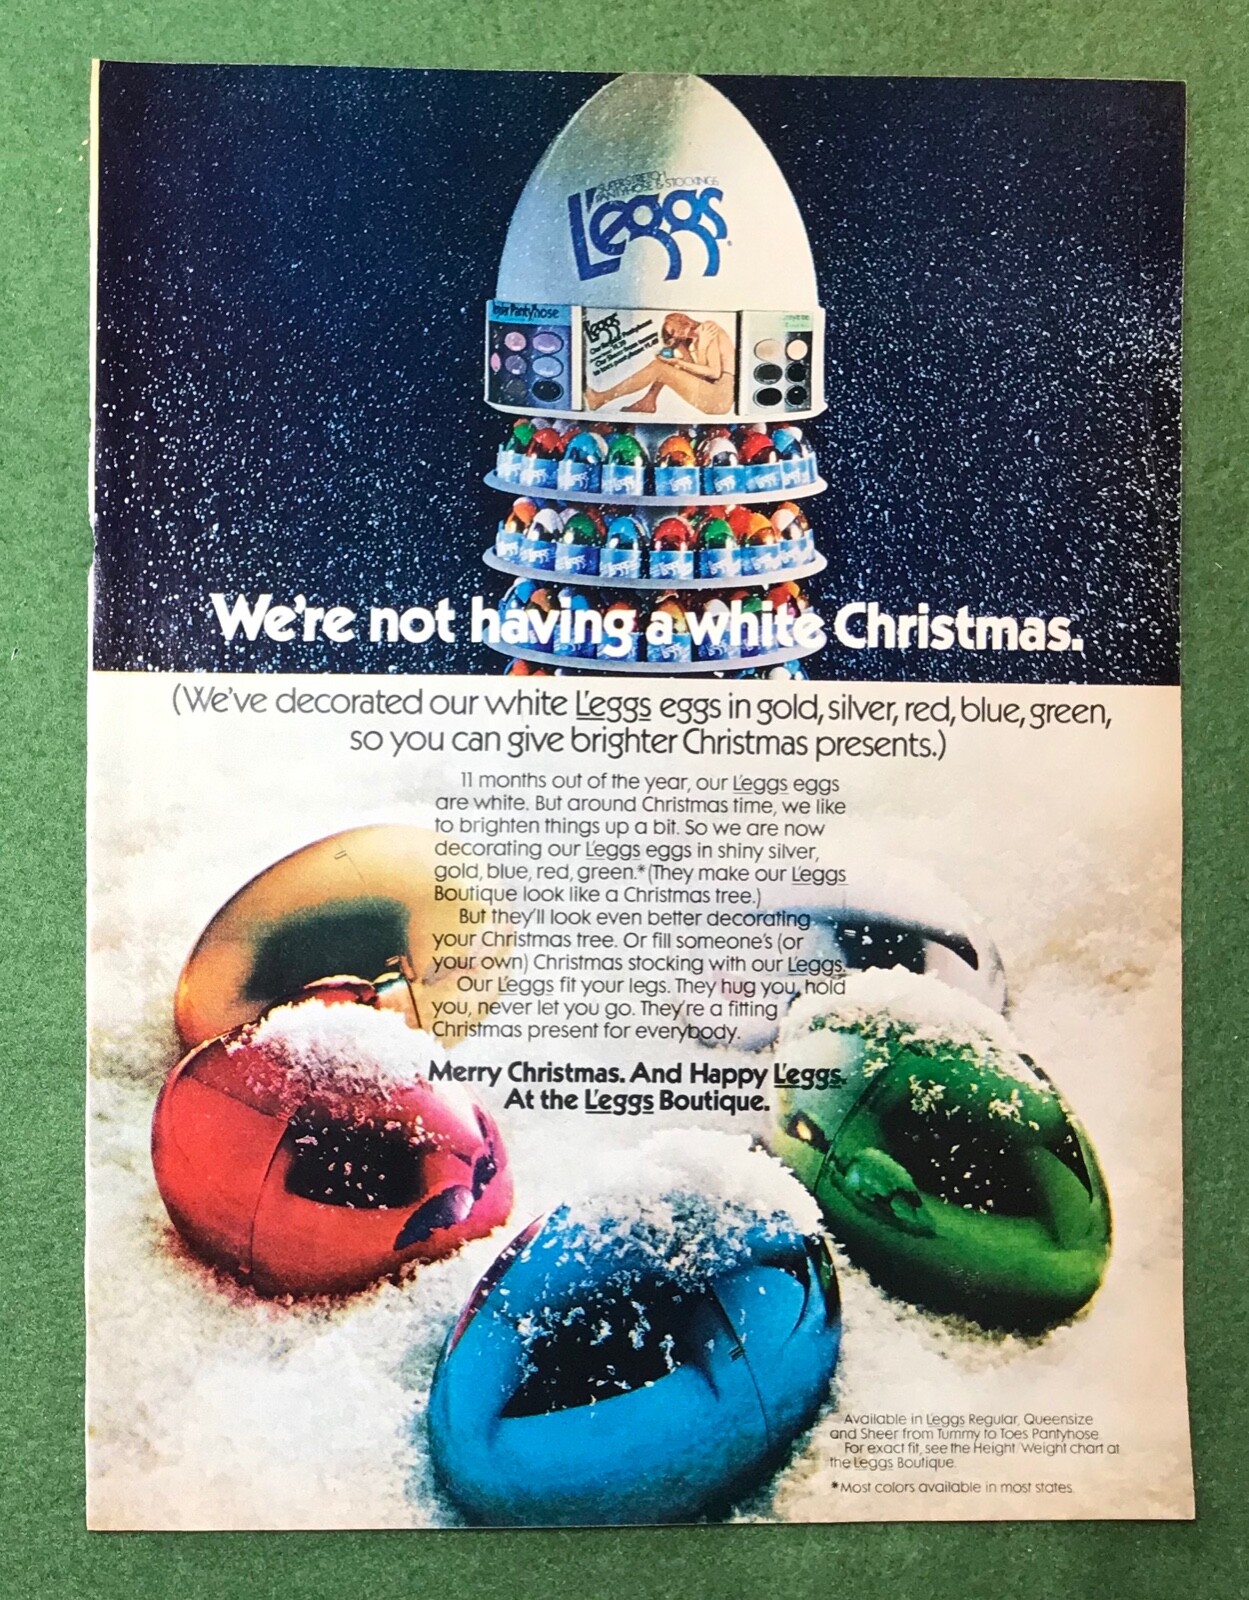 SUPER STRETCH
PANTYHOSE & STOCKINGS
L'eggs
Pantyhose
L'eggs
We're not having a white Christmas.
(We've decorated our white L'eggs eggs in gold, silver, red, blue, green,
so you can give brighter Christmas presents.)
11 months out of the year, our L'eggs eggs
are white. But around Christmas time, we like
to brighten things up a bit. So we are now
decorating our L'eggs eggs in shiny silver,
gold, blue, red, green.* (They make our L'eggs
Boutique look like a Christmas tree.)
But they'll look even better decorating
your Christmas tree. Or fill someone's (or
your own) Christmas stocking with our L'eggs.
Our L'eggs fit your legs. They hug you, hold
you, never let you go. They're a fitting
Christmas present for everybody.
Merry Christmas. And Happy L'eggs.
At the L'eggs Boutique.
Available in L'eggs Regular, Queensize
and Sheer from Tummy to Toes Pantyhose.
For exact fit, see the Height/Weight chart at
the L'eggs Boutique.
*Most colors available in most states.